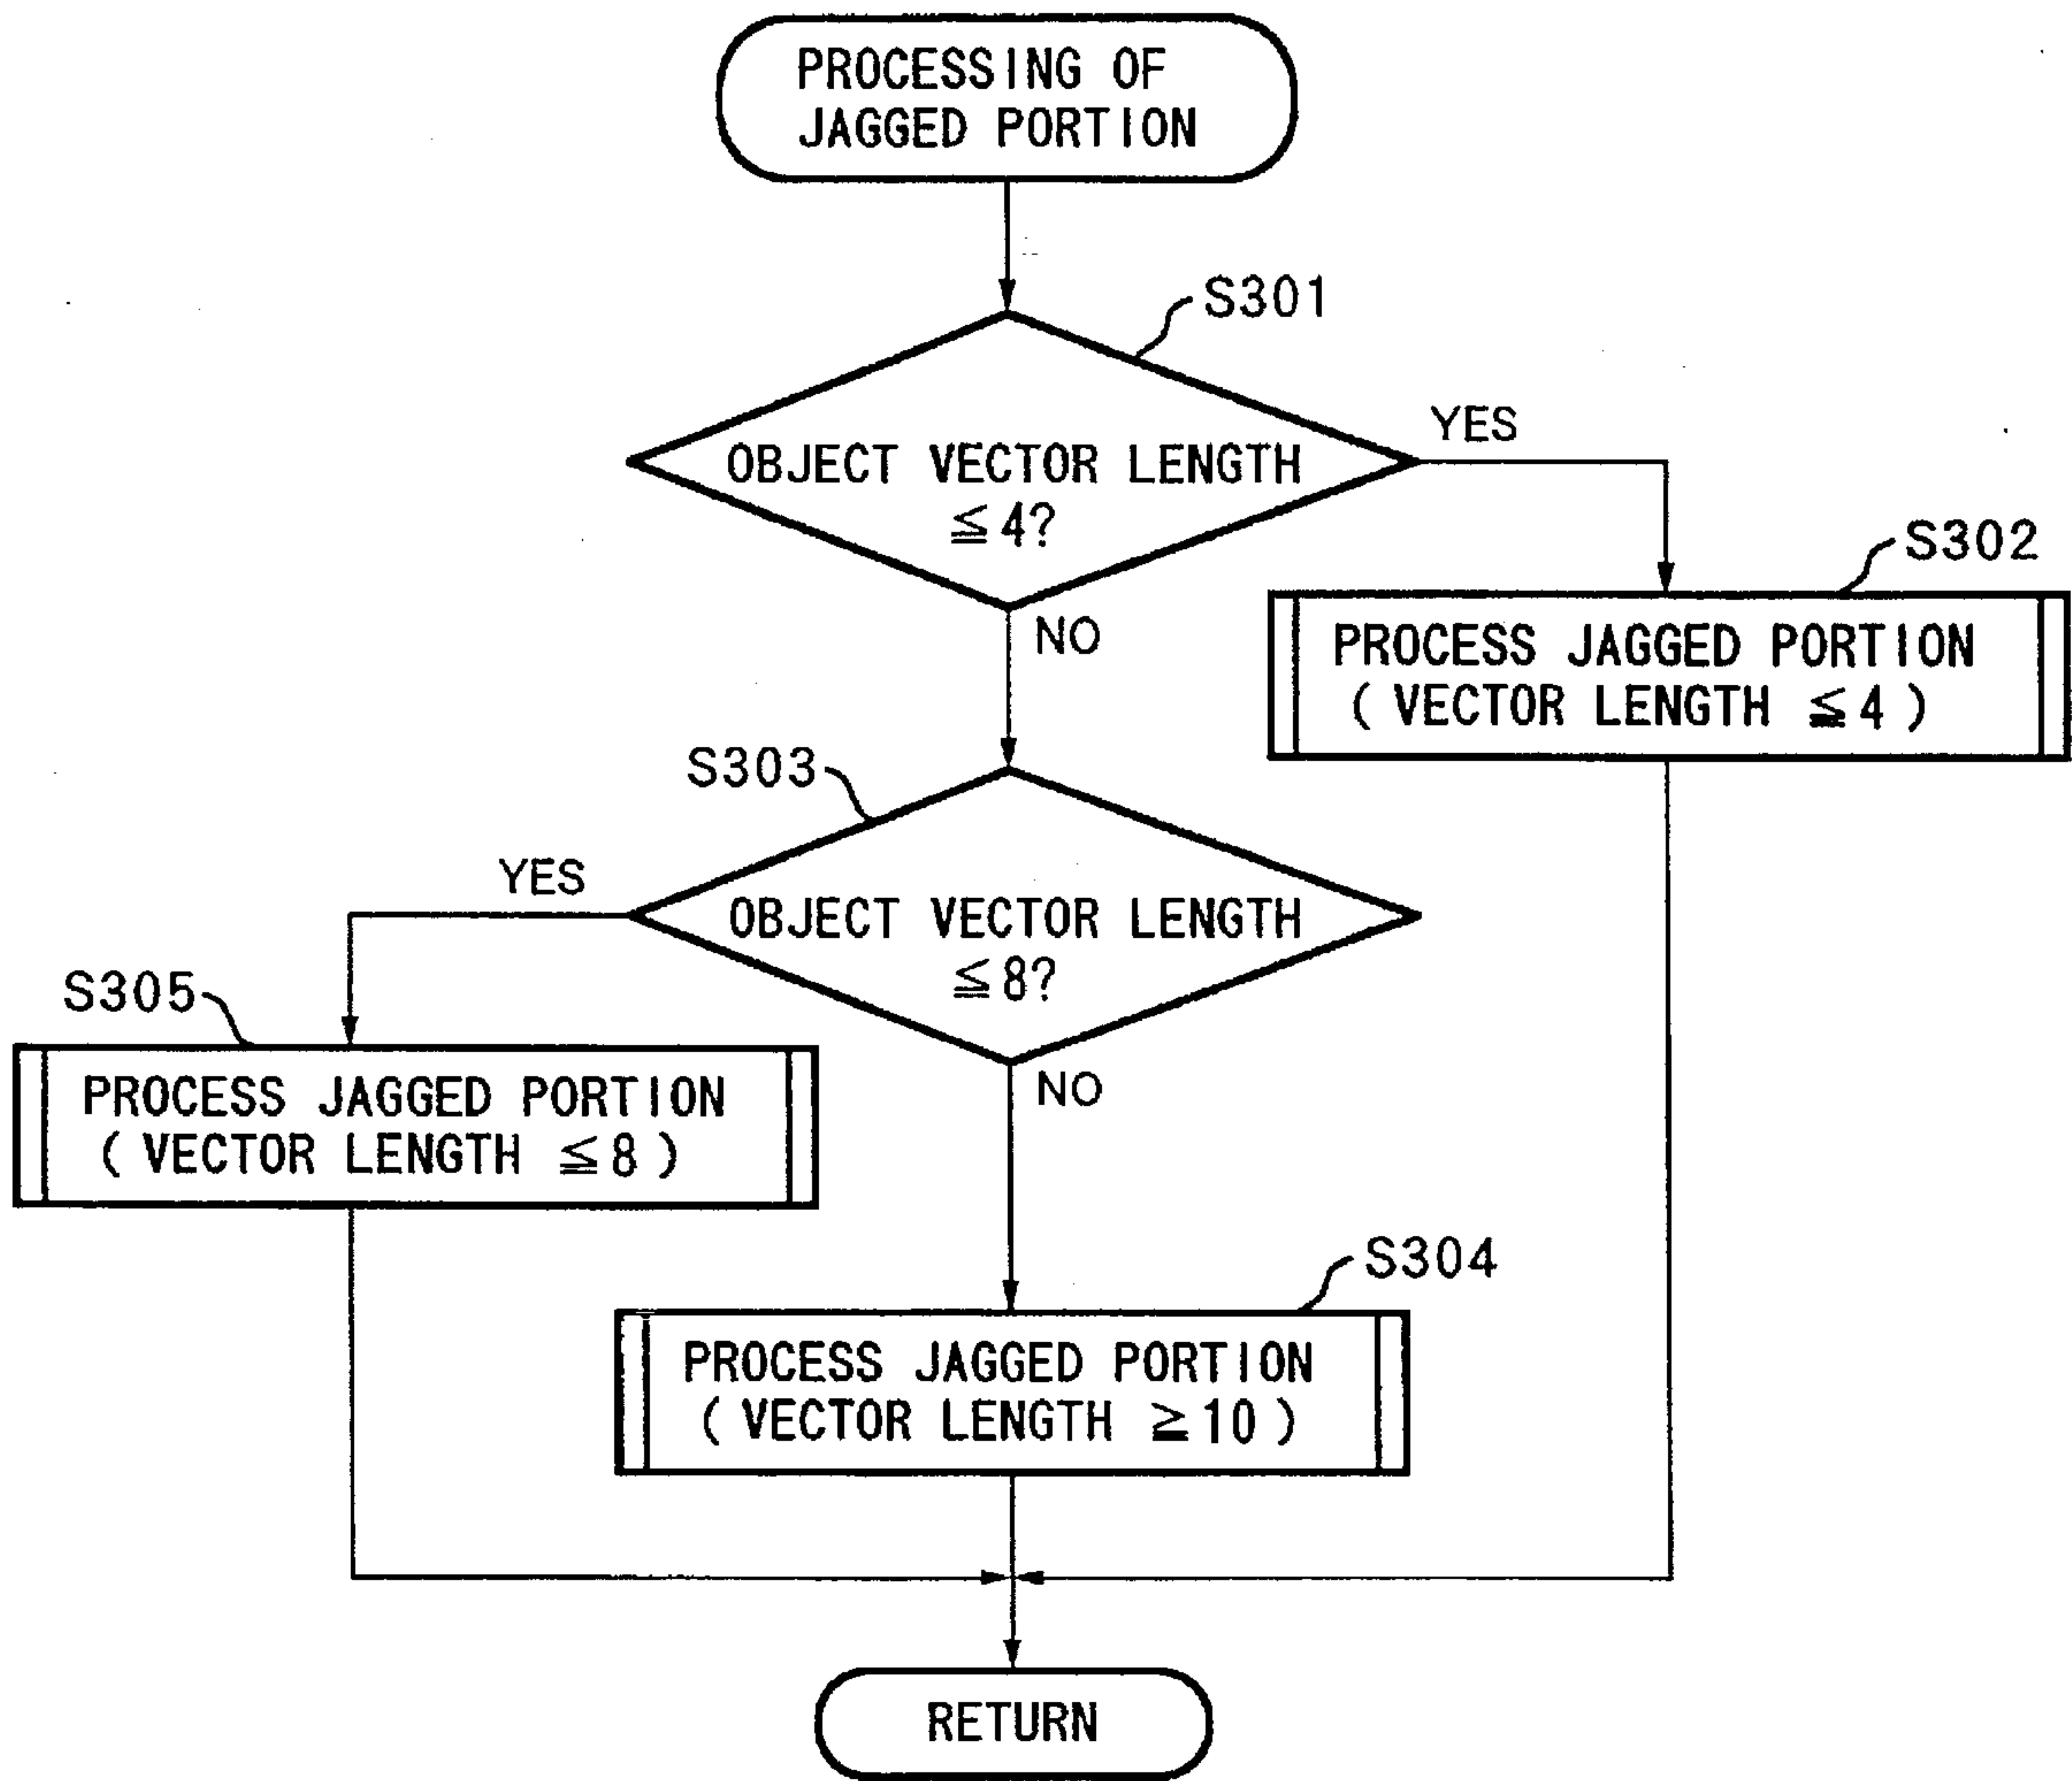 PROCESSING OF
JAGGED PORTION
S301
OBJECT VECTOR LENGTH
≦4?
YES
NO
S302
PROCESS JAGGED PORTION
(VECTOR LENGTH ≦4)
S303
OBJECT VECTOR LENGTH
≦8?
YES
NO
S305
PROCESS JAGGED PORTION
(VECTOR LENGTH ≦8)
S304
PROCESS JAGGED PORTION
(VECTOR LENGTH ≧10)
RETURN